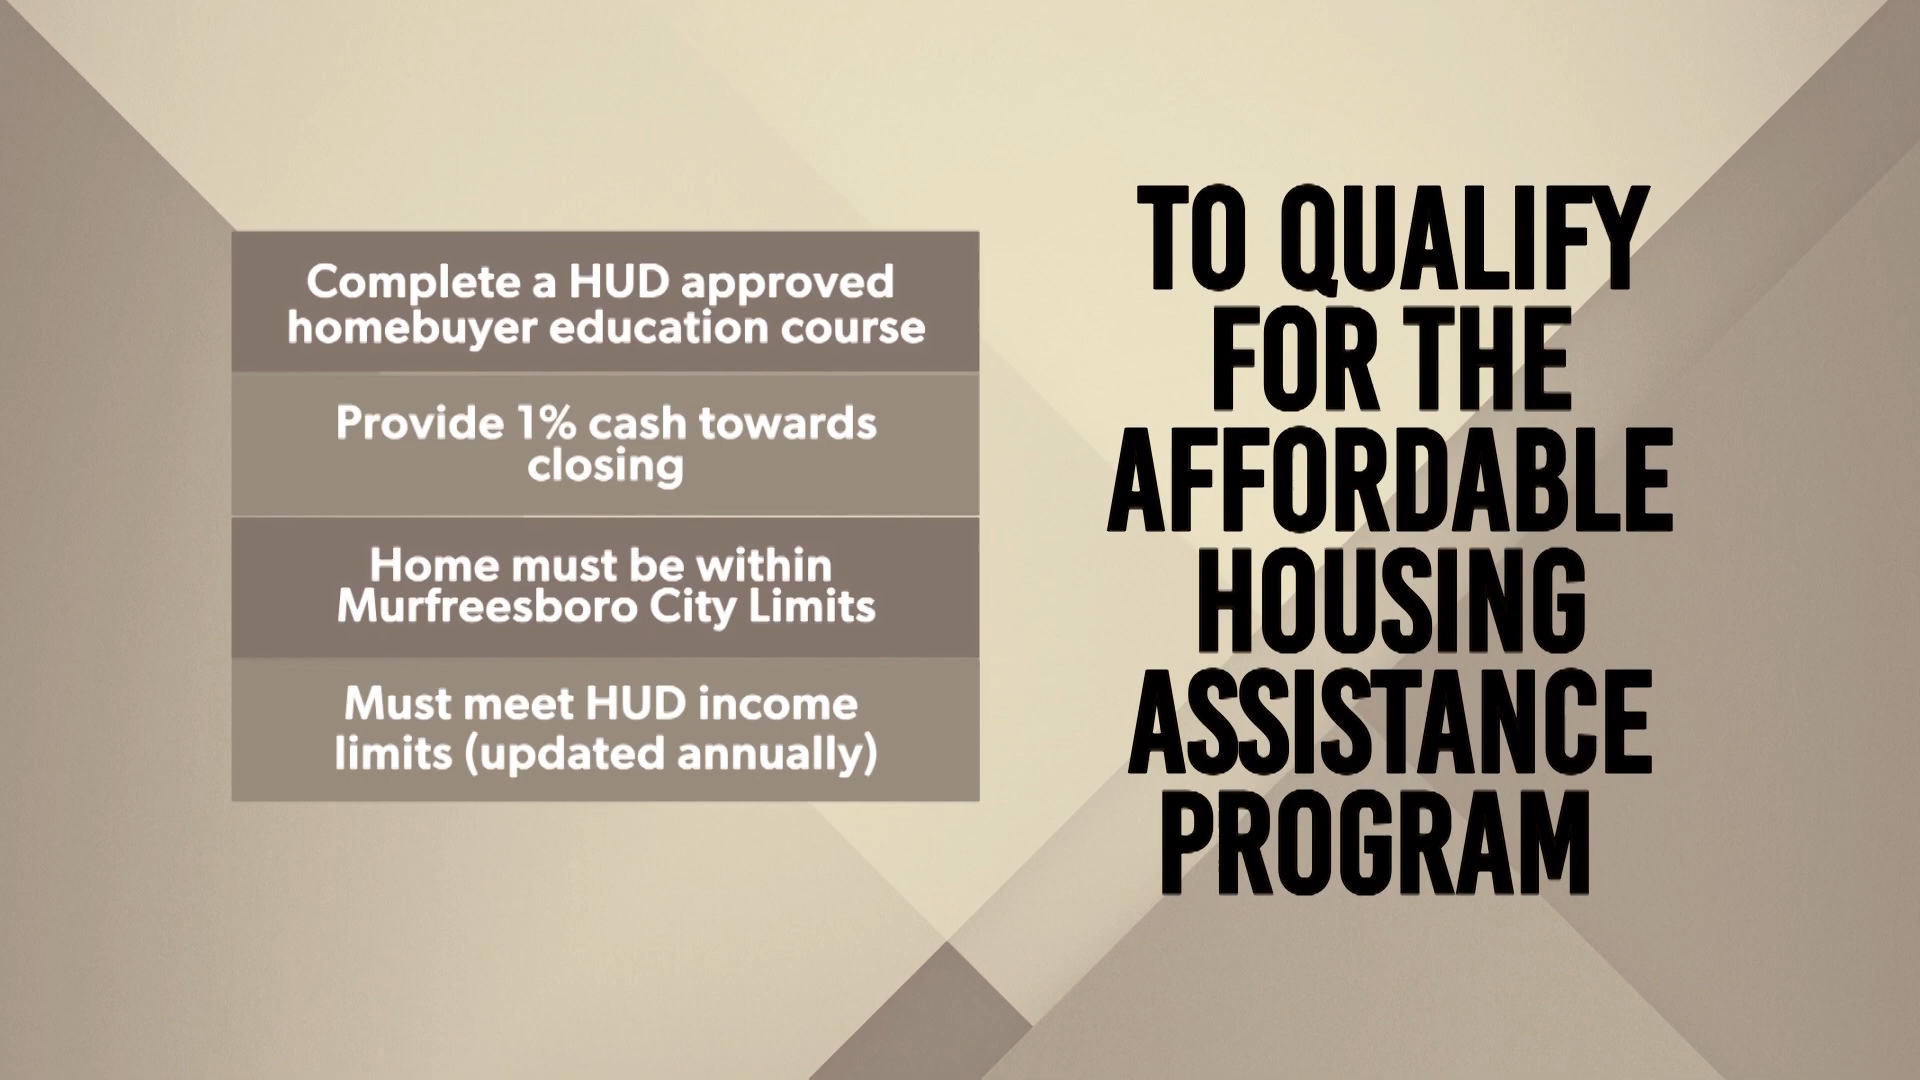 Complete a HUD approved
homebuyer education course
Provide 1% cash towards
closing
Home must be within
Murfreesboro City Limits
Must meet HUD income
limits (updated annually)
TO QUALIFY
FOR THE
AFFORDABLE
HOUSING
ASSISTANCE
PROGRAM